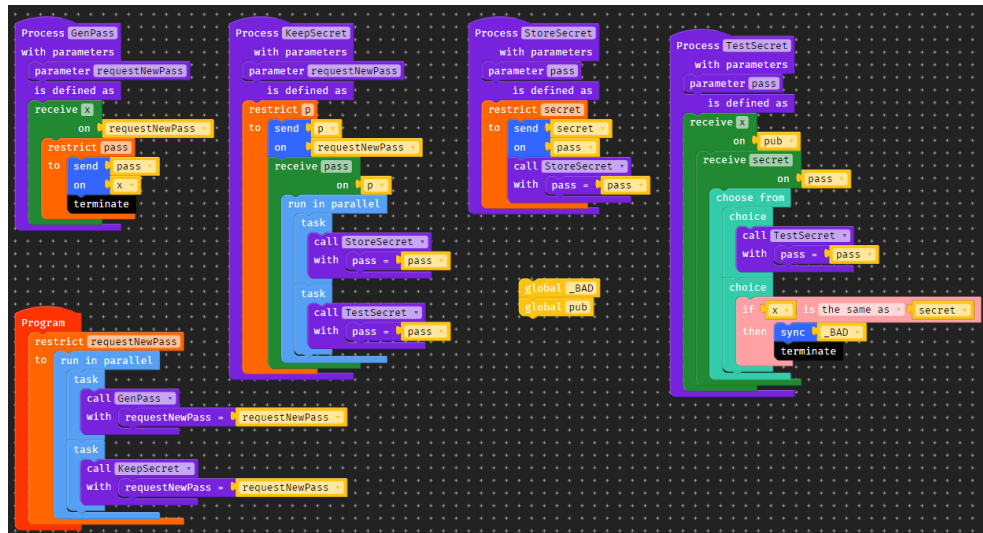 Process GenPass
with parameters
parameter requestNewPass
is defined as
receive x
on requestNewPass
restrict pass
to send pass
on x
terminate
Process KeepSecret
with parameters
parameter requestNewPass
is defined as
restrict p
to send p
on requestNewPass
receive pass
on p
run in parallel
task
call StoreSecret
with pass = pass
task
call TestSecret
with pass = pass
Process StoreSecret
with parameters
parameter pass
is defined as
restrict secret
to send secret
on pass
call StoreSecret
with pass = pass
global _BAD
global pub
Process TestSecret
with parameters
parameter pass
is defined as
receive x
on pub
receive secret
on pass
choose from
choice
call TestSecret
with pass = pass
choice
if x is the same as secret
then sync _BAD
terminate
Program
restrict requestNewPass
to run in parallel
task
call GenPass
with requestNewPass = requestNewPass
task
call KeepSecret
with requestNewPass = requestNewPass